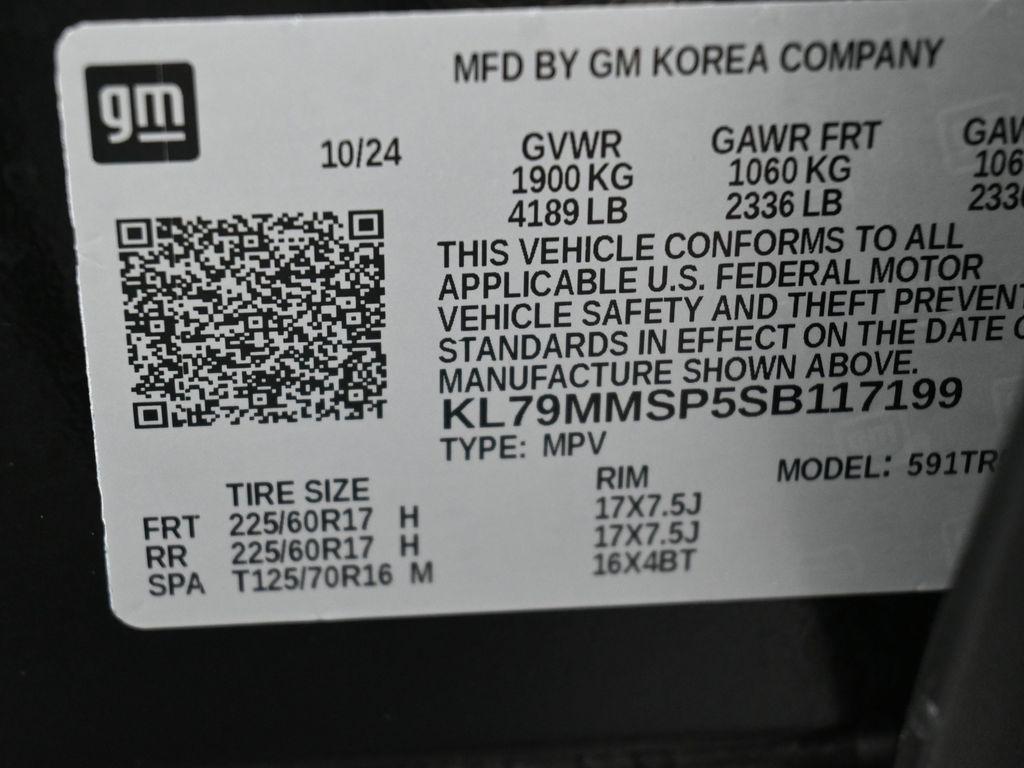 gm
MFD BY GM KOREA COMPANY
10/24 GVWR GAWR FRT
1900 KG 1060 KG
4189 LB 2336 LB
THIS VEHICLE CONFORMS TO ALL
APPLICABLE U.S. FEDERAL MOTOR
VEHICLE SAFETY AND THEFT PREVENT
STANDARDS IN EFFECT ON THE DATE
MANUFACTURE SHOWN ABOVE.
KL79MMSP5SB117199
TYPE: MPV
MODEL: 591TR
TIRE SIZE RIM
FRT 225/60R17 H 17X7.5J
RR 225/60R17 H 17X7.5J
SPA T125/70R16 M 16X4BT